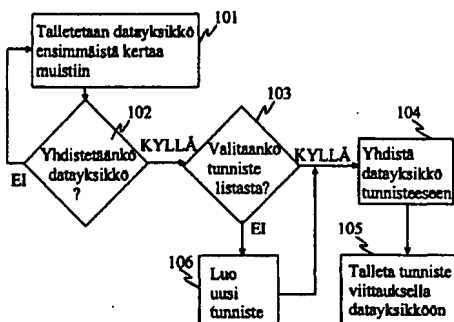 101
Talletetaan datayksikkö
ensimmäistä kertaa
muistiin
102
Yhdistetäänkö
datayksikkö
?
EI
KYLLÄ
103
Valitaanko
tunniste
listasta?
KYLLÄ
EI
104
Yhdistä
datayksikkö
tunnisteeseen
105
Talleta tunniste
viittauksella
datayksikköön
106
Luo
uusi
tunniste